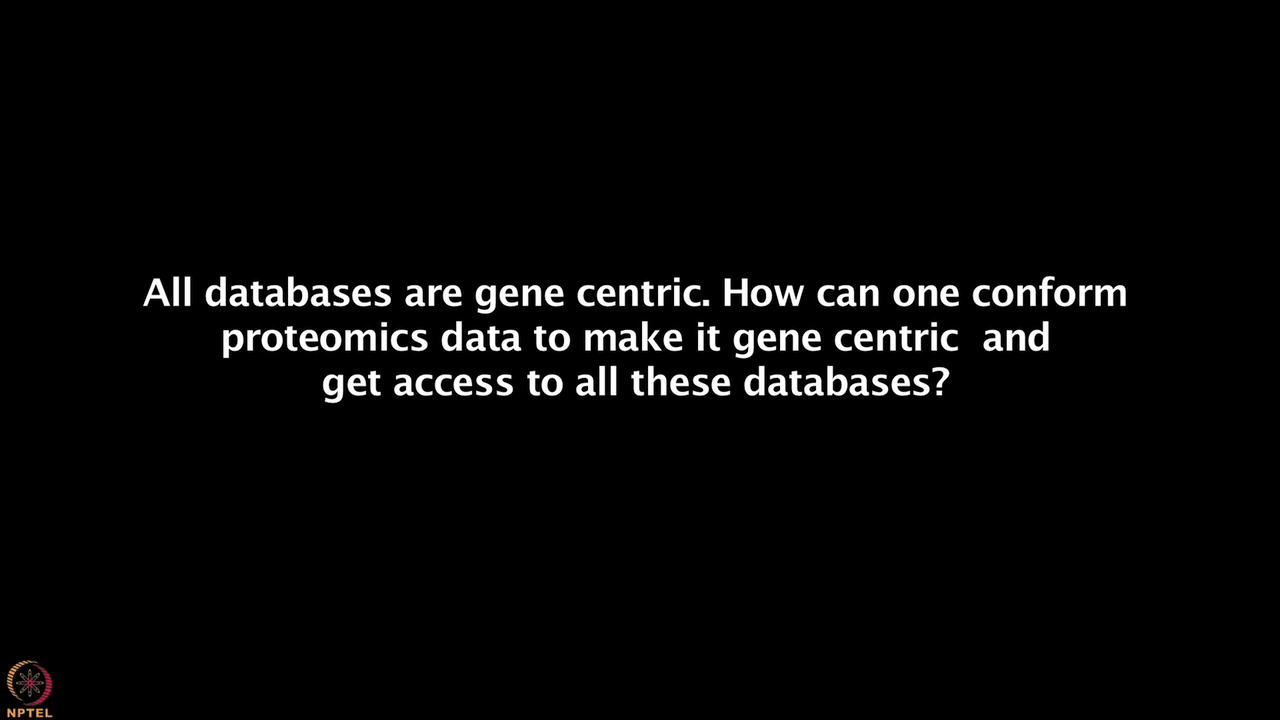 All databases are gene centric. How can one conform
proteomics data to make it gene centric  and
get access to all these databases?
NPTEL